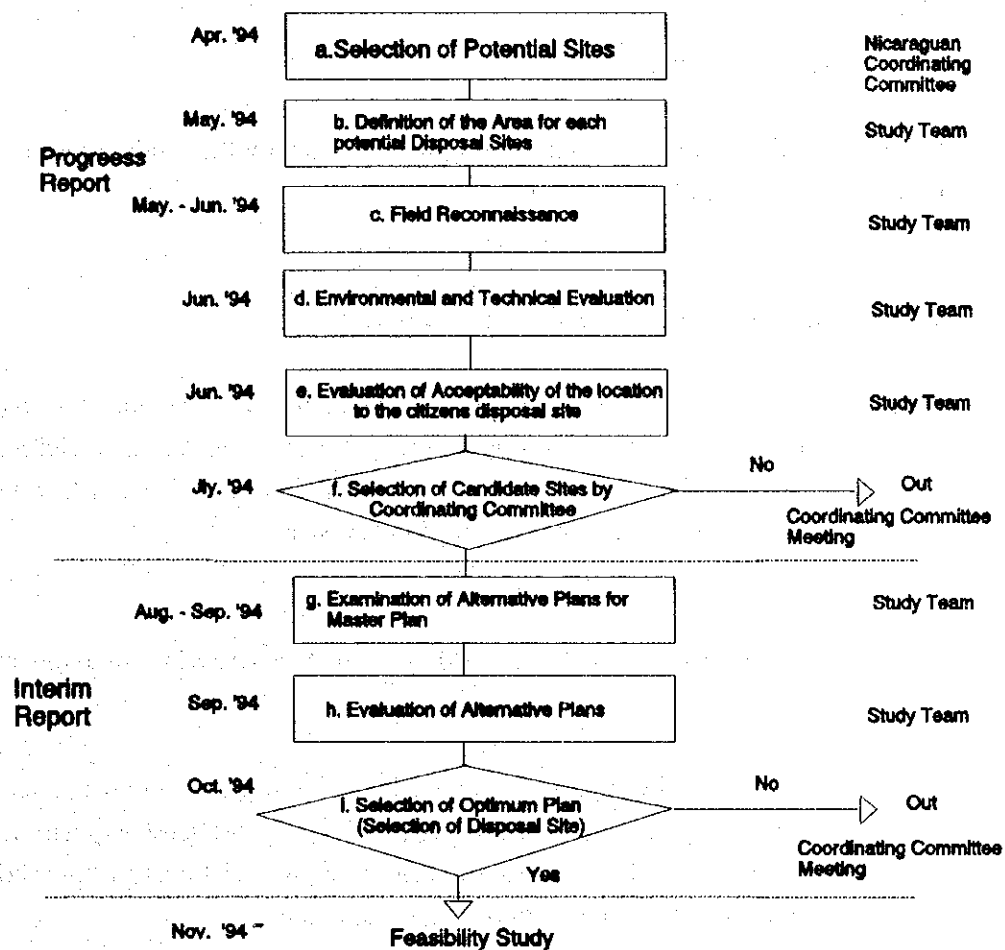 Apr. '94
a.Selection of Potential Sites
Nicaraguan
Coordinating
Committee
May. '94
b. Definition of the Area for each
potential Disposal Sites
Study Team
Progreess
Report
May. - Jun. '94
c. Field Reconnaissance
Study Team
Jun. '94
d. Environmental and Technical Evaluation
Study Team
Jun. '94
e. Evaluation of Acceptability of the location
to the citizens disposal site
Study Team
Jly. '94
f. Selection of Candidate Sites by
Coordinating Committee
No
Out
Coordinating Committee
Meeting
Aug. - Sep. '94
g. Examination of Alternative Plans for
Master Plan
Study Team
Interim
Report
Sep. '94
h. Evaluation of Alternative Plans
Study Team
Oct. '94
i. Selection of Optimum Plan
(Selection of Disposal Site)
No
Out
Coordinating Committee
Meeting
Yes
Nov. '94 -
Feasibility Study